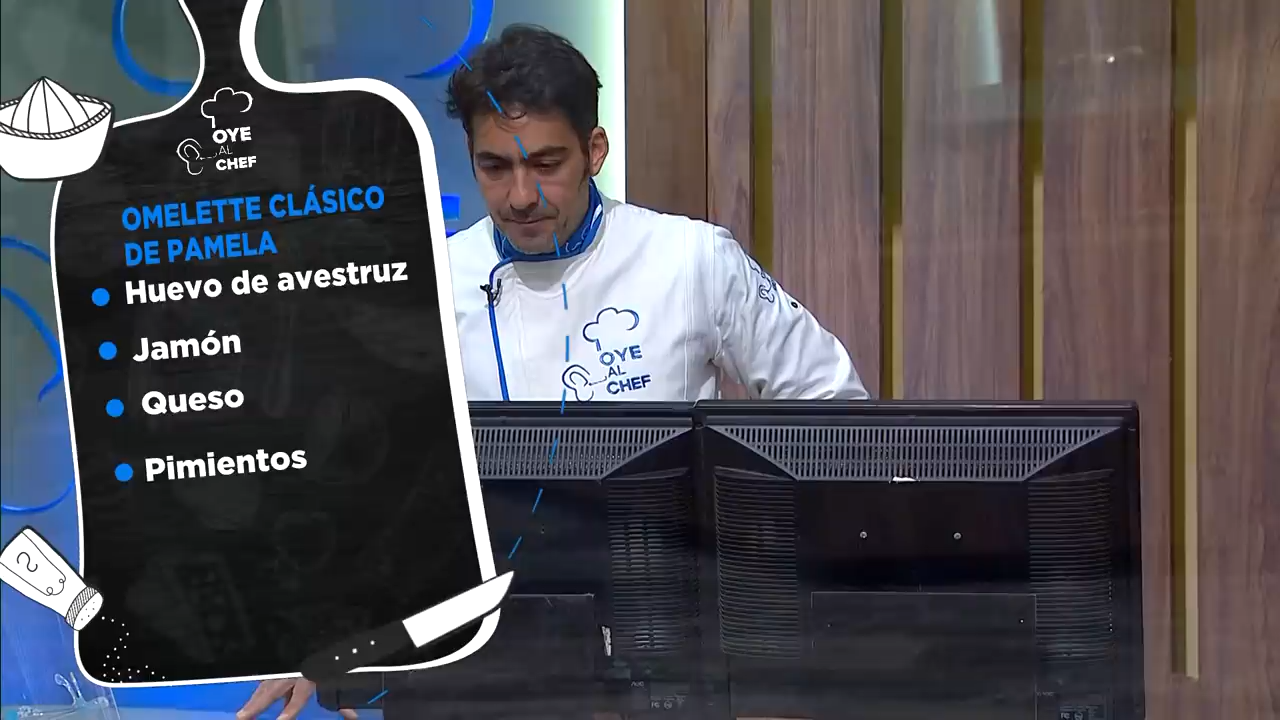 OYE
AL
CHEF
OMELETTE CLÁSICO
DE PAMELA
Huevo de avestruz
Jamón
Queso
Pimientos
OYE
AL
CHEF